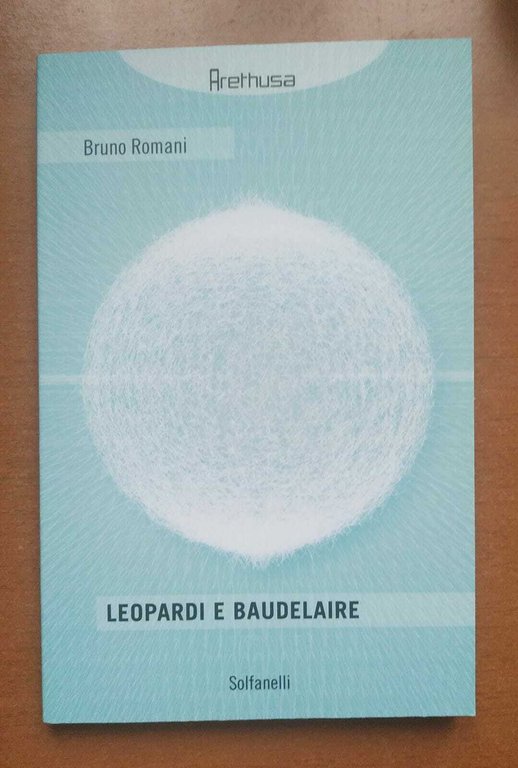 Arethusa
Bruno Romani
LEOPARDI E BAUDELAIRE
Solfanelli